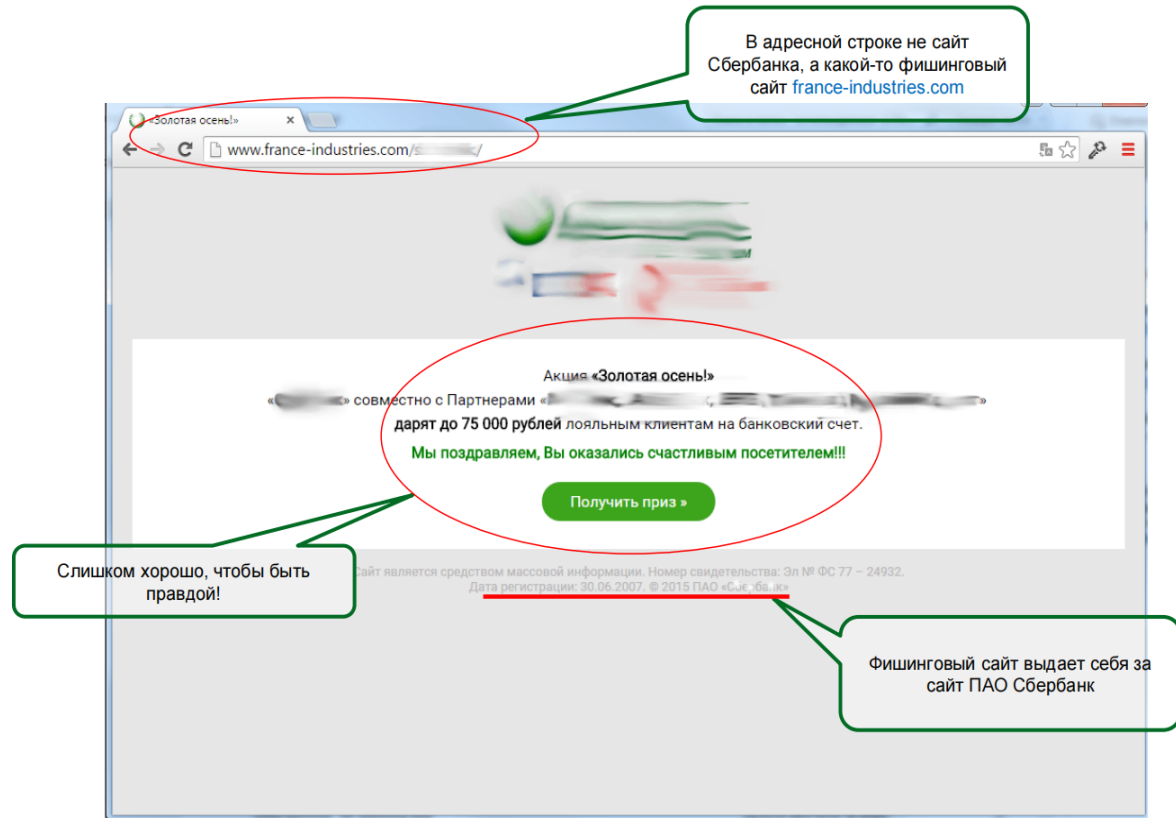 В адресной строке не сайт
Сбербанка, а какой-то фишинговый
сайт france-industries.com
«Золотая осень!»
www.france-industries.com/
Акция «Золотая осень!»
« » совместно с Партнерами « »
дарят до 75 000 рублей лояльным клиентам на банковский счет.
Мы поздравляем, Вы оказались счастливым посетителем!!!
Получить приз »
Слишком хорошо, чтобы быть
правдой!
Сайт является средством массовой информации. Номер свидетельства: Эл № ФС 77 – 24932.
Дата регистрации: 30.06.2007. © 2015 ПАО «Сбербанк»
Фишинговый сайт выдает себя за
сайт ПАО Сбербанк